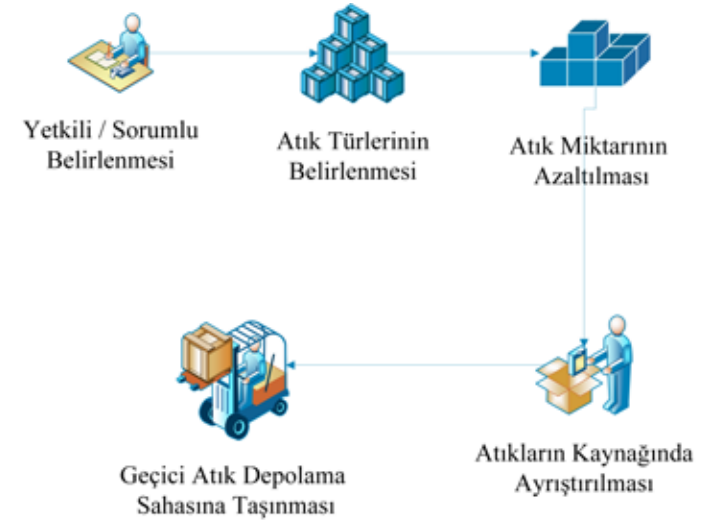 Yetkili / Sorumlu
Belirlenmesi
Atık Türlerinin
Belirlenmesi
Atık Miktarının
Azaltılması
Atıkların Kaynağında
Ayrıştırılması
Geçici Atık Depolama
Sahasına Taşınması